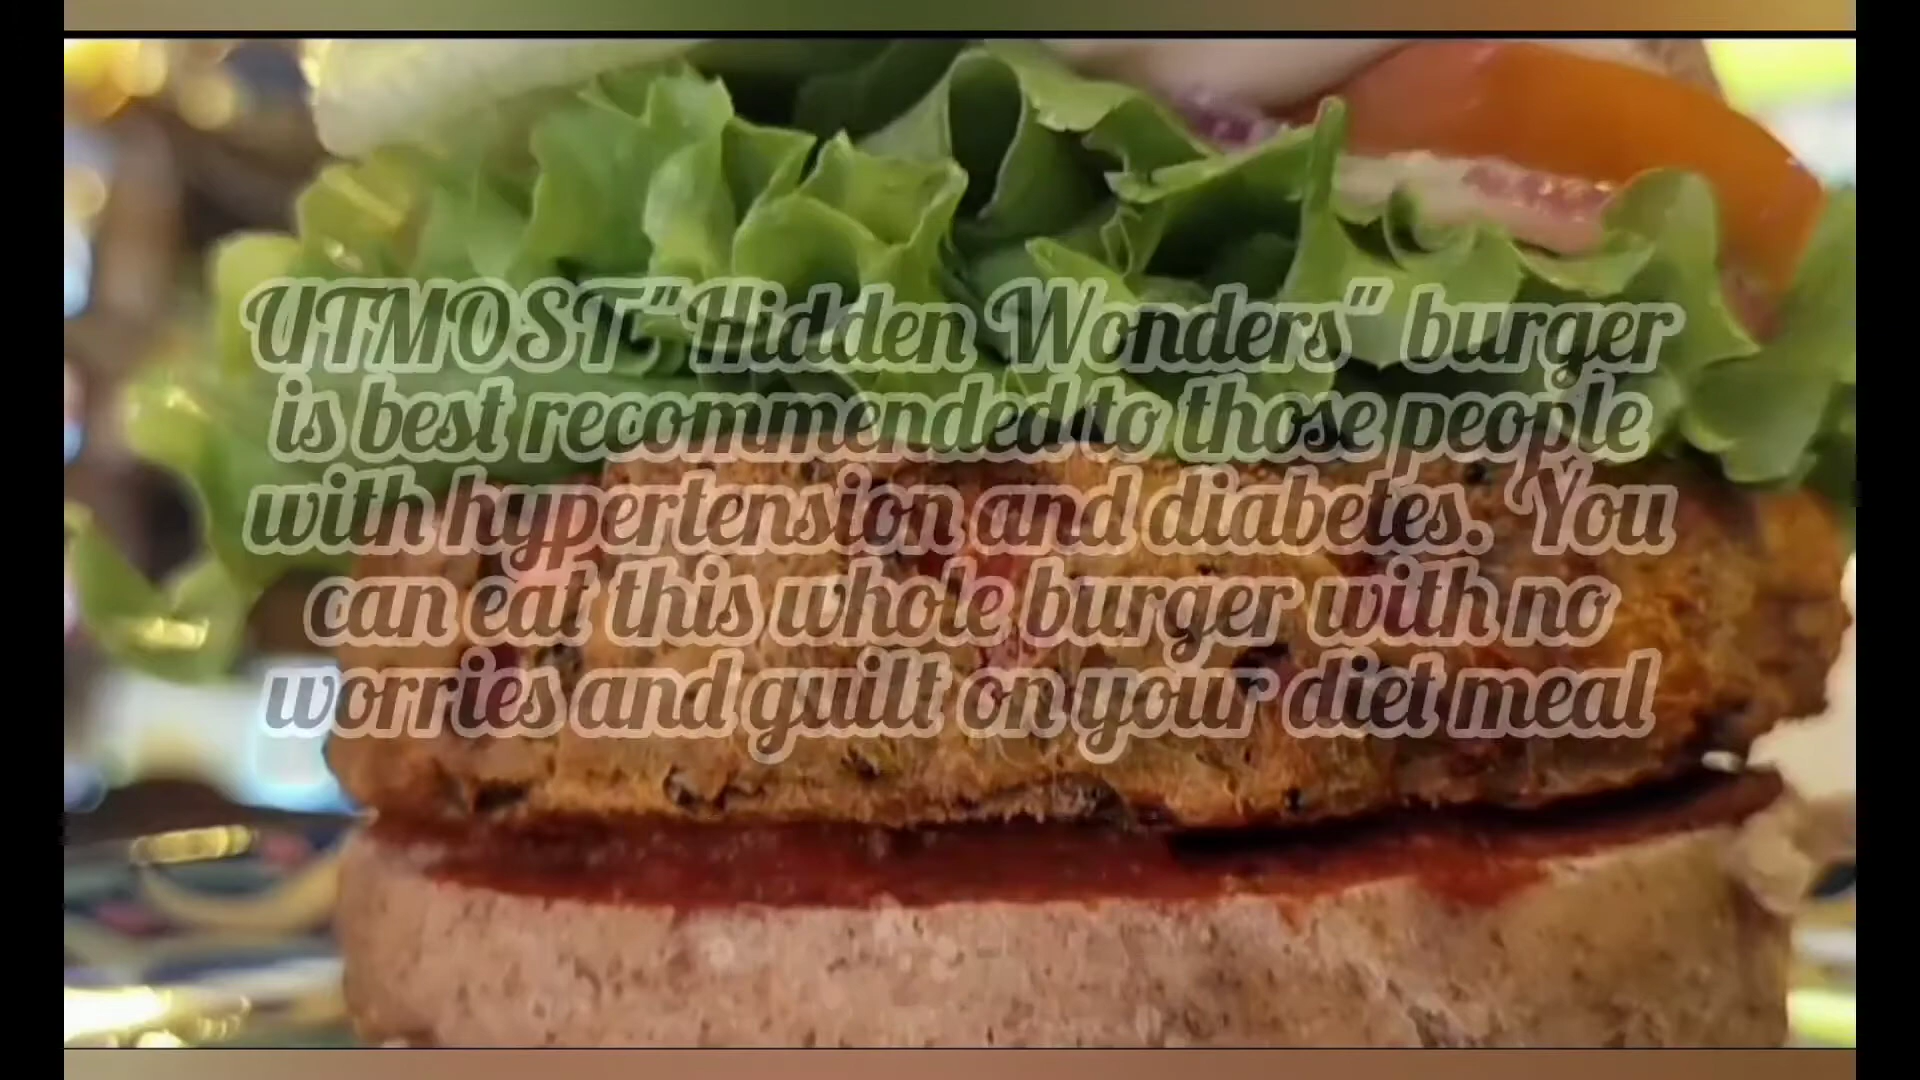 UTMOST "Hidden Wonders" burger
is best recommended to those people
with hypertension and diabetes. You
can eat this whole burger with no
worries and guilt on your diet meal